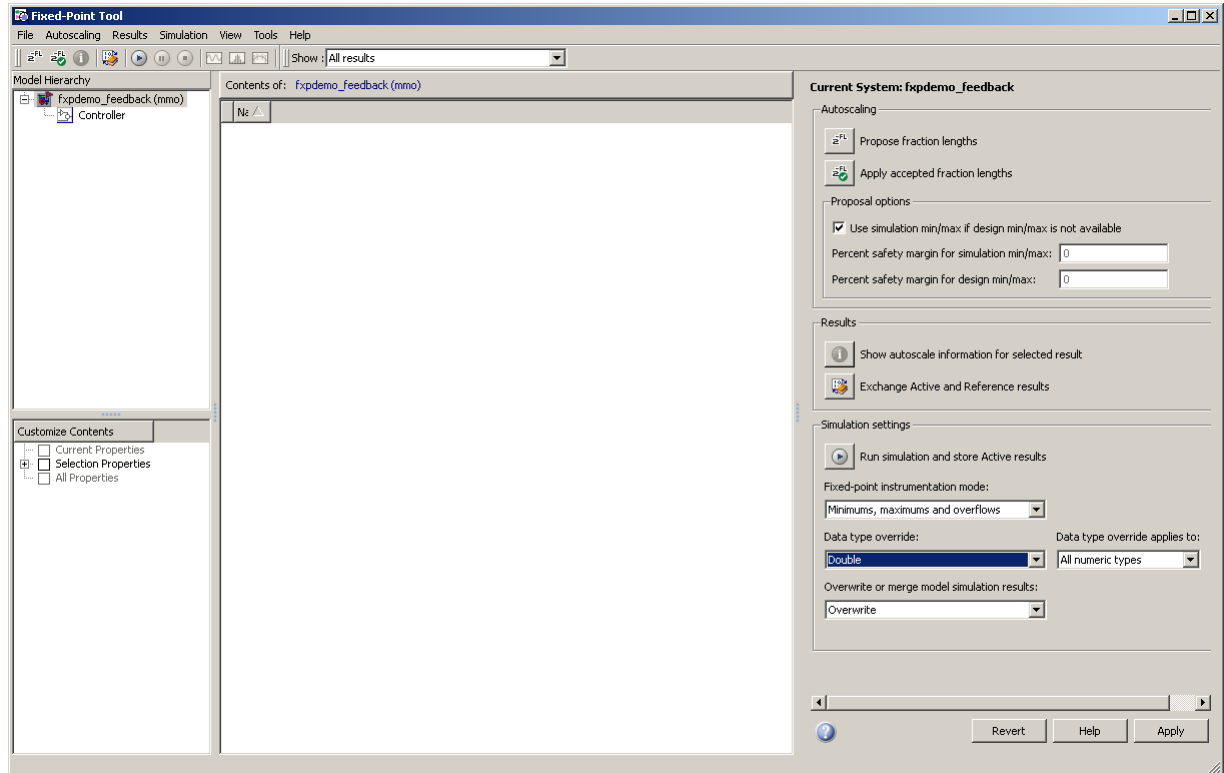 Fixed-Point Tool
File Autoscaling Results Simulation View Tools Help
Show : All results
Model Hierarchy
fxpdemo_feedback (mmo)
Controller
Customize Contents
Current Properties
Selection Properties
All Properties
Contents of: fxpdemo_feedback (mmo)
Current System: fxpdemo_feedback
Autoscaling
Propose fraction lengths
Apply accepted fraction lengths
Proposal options
Use simulation min/max if design min/max is not available
Percent safety margin for simulation min/max: 0
Percent safety margin for design min/max: 0
Results
Show autoscale information for selected result
Exchange Active and Reference results
Simulation settings
Run simulation and store Active results
Fixed-point instrumentation mode:
Minimums, maximums and overflows
Data type override: Data type override applies to:
Double All numeric types
Overwrite or merge model simulation results:
Overwrite
Revert Help Apply